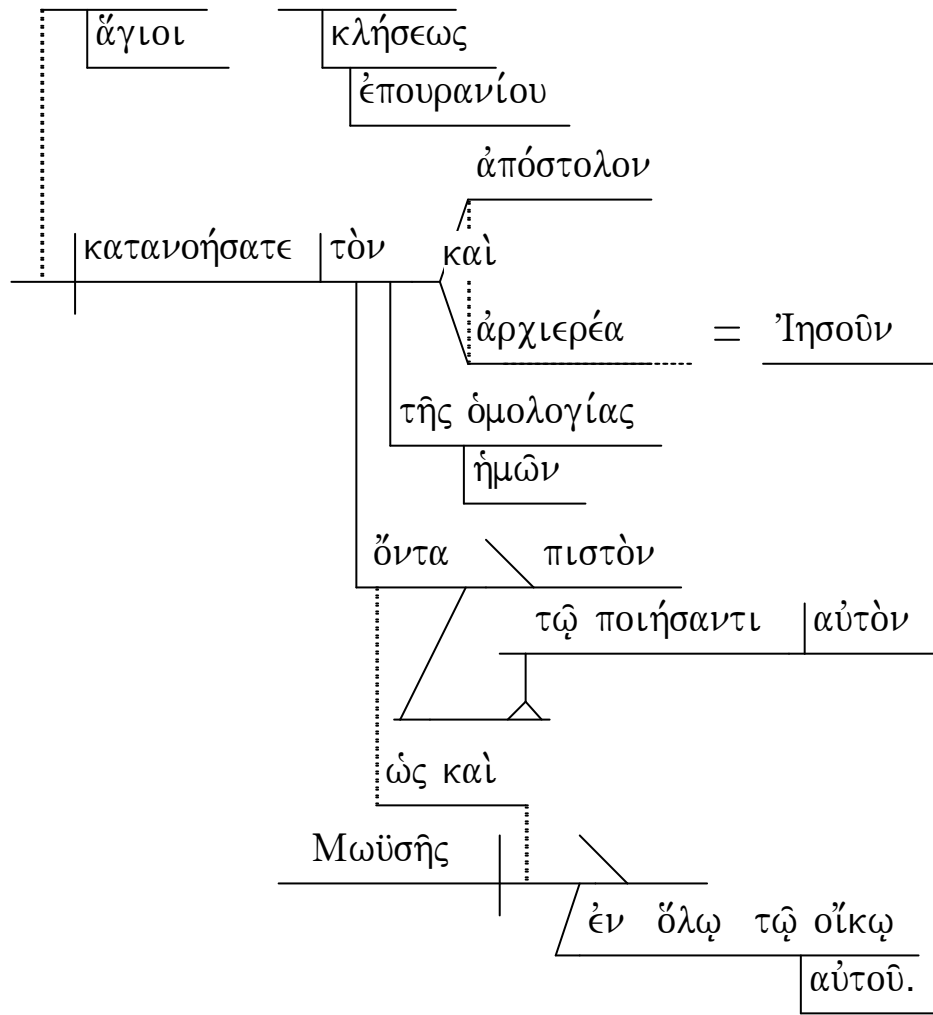 ἅγιοι κλήσεως
ἐπουρανίου
ἀπόστολον
κατανοήσατε τὸν καὶ
ἀρχιερέα = Ἰησοῦν
τῆς ὁμολογίας
ἡμῶν
ὄντα πιστὸν
τῷ ποιήσαντι αὐτὸν
ὡς καὶ
Μωϋσῆς
ἐν ὅλῳ τῷ οἴκῳ
αὐτοῦ.